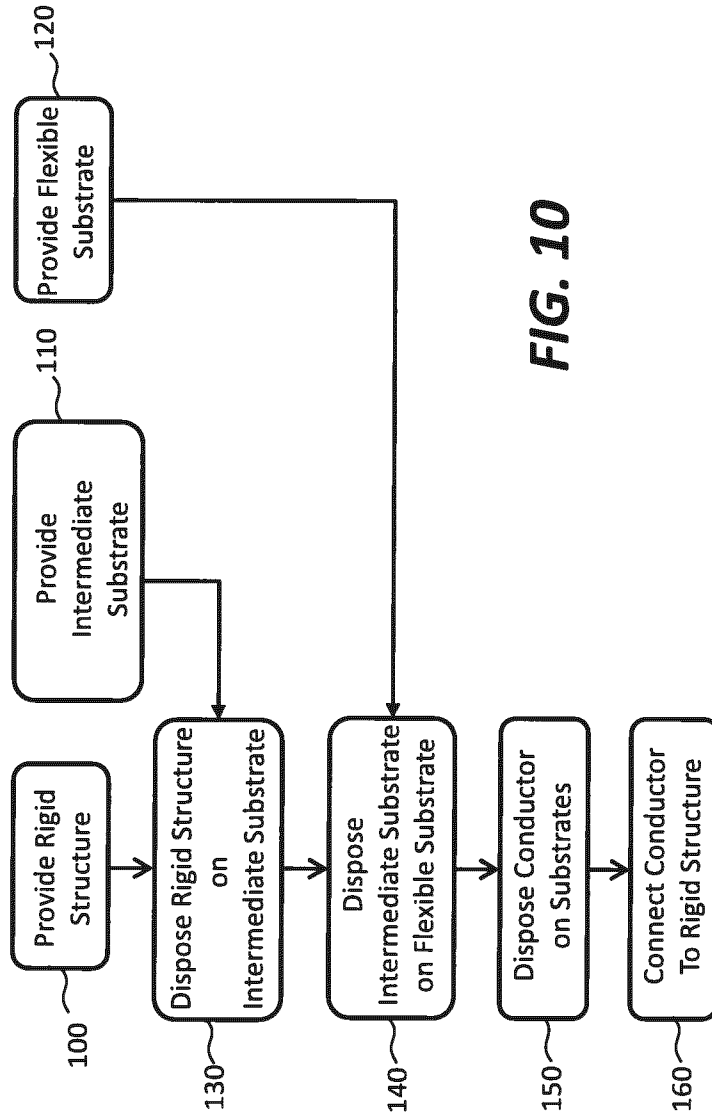 Provide Rigid
Structure
100
Provide
Intermediate
Substrate
110
Provide Flexible
Substrate
120
Dispose Rigid Structure
on
Intermediate Substrate
130
Dispose
Intermediate Substrate
on Flexible Substrate
140
Dispose Conductor
on Substrates
150
Connect Conductor
To Rigid Structure
160
FIG. 10